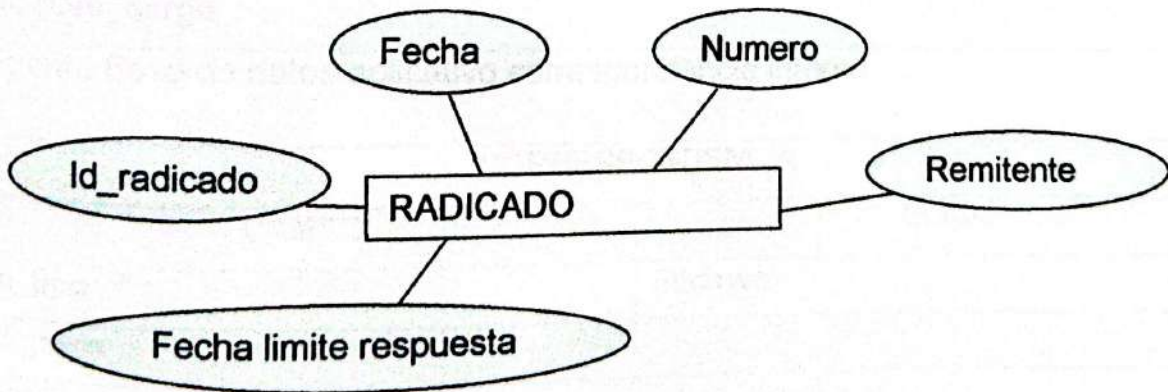 Fecha
Numero
Id_radicado
RADICADO
Remitente
Fecha limite respuesta